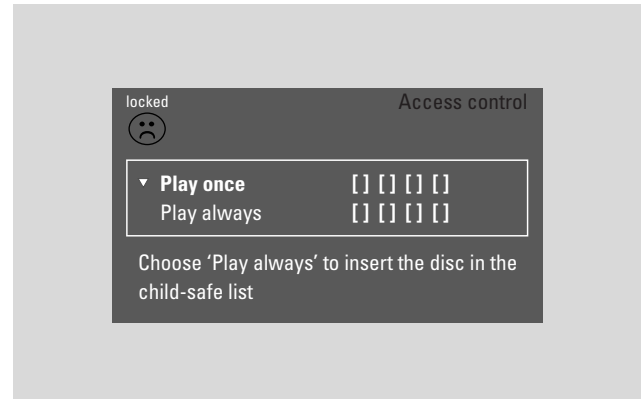 locked Access control
Play once [ ] [ ] [ ] [ ]
Play always [ ] [ ] [ ] [ ]
Choose ‘Play always’ to insert the disc in the
child-safe list